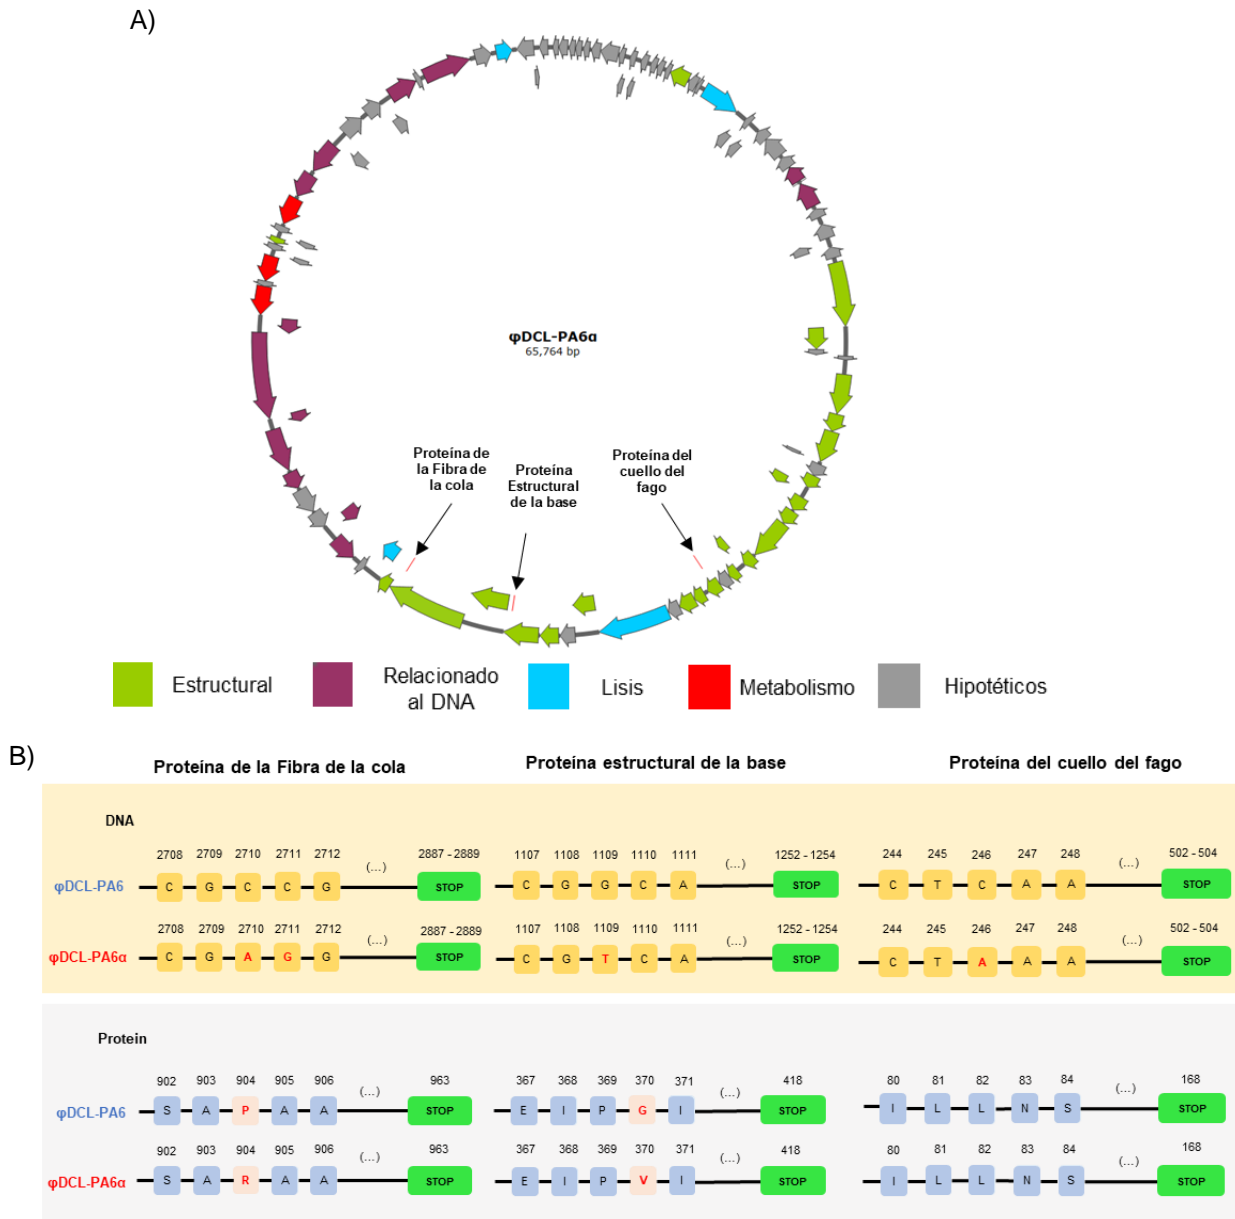 A)
φDCL-PA6α
65,764 bp
Proteína de
la Fibra de
la cola
Proteína
Estructural
de la base
Proteína del
cuello del
fago
Estructural
Relacionado
al DNA
Lisis
Metabolismo
Hipotéticos
B)
Proteína de la Fibra de la cola
Proteína estructural de la base
Proteína del cuello del fago
DNA
2708 2709 2710 2711 2712 (...) 2887 - 2889
φDCL-PA6 C G C C G STOP
1107 1108 1109 1110 1111 (...) 1252 - 1254
C G G C A STOP
244 245 246 247 248 (...) 502 - 504
C T C A A STOP
2708 2709 2710 2711 2712 (...) 2887 - 2889
φDCL-PA6α C G A G G STOP
1107 1108 1109 1110 1111 (...) 1252 - 1254
C G T C A STOP
244 245 246 247 248 (...) 502 - 504
C T A A A STOP
Protein
902 903 904 905 906 (...) 963
φDCL-PA6 S A P A A STOP
367 368 369 370 371 (...) 418
E I P G I STOP
80 81 82 83 84 (...) 168
I L L N S STOP
902 903 904 905 906 (...) 963
φDCL-PA6α S A R A A STOP
367 368 369 370 371 (...) 418
E I P V I STOP
80 81 82 83 84 (...) 168
I L L N S STOP